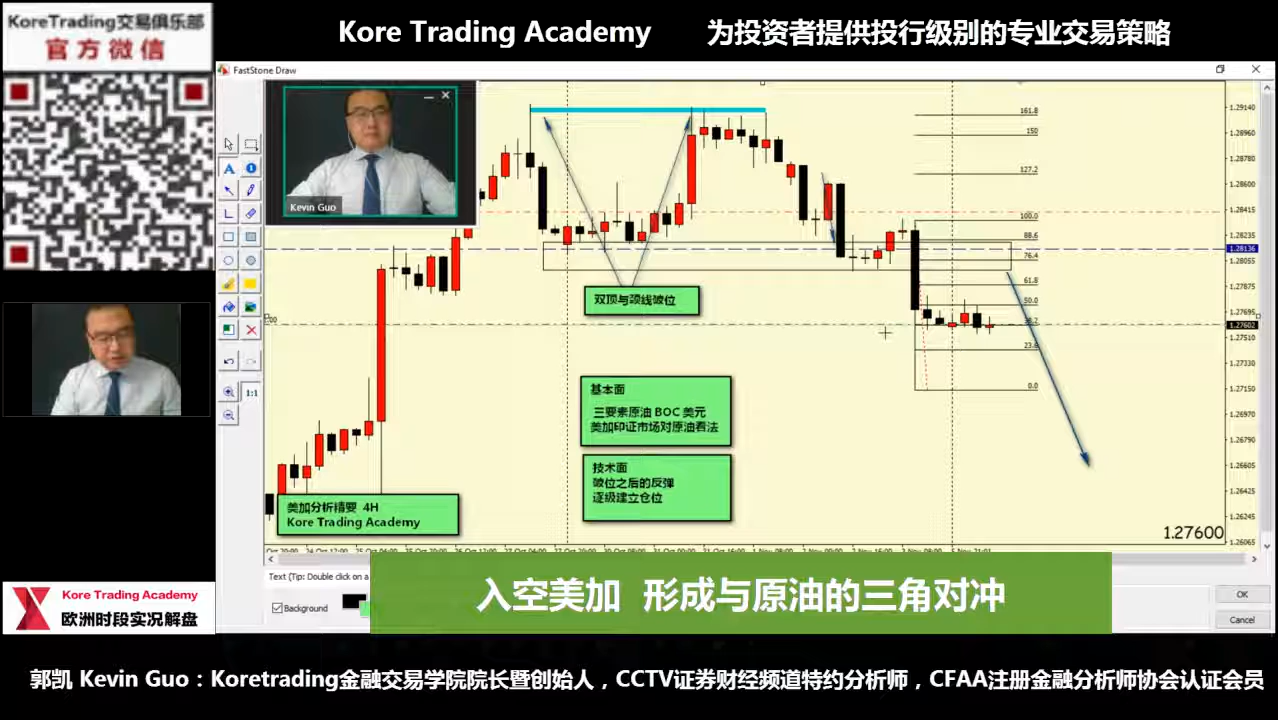 KoreTrading交易俱乐部
官方微信
Kore Trading Academy 为投资者提供投行级别的专业交易策略
FastStone Draw
Kevin Guo
161.8
150
127.2
100.0
88.6
76.4
61.8
50.0
38.2
23.6
0.0
1.29140
1.28960
1.28780
1.28600
1.28415
1.28235
1.28136
1.28055
1.27875
1.27695
1.27602
1.27510
1.27330
1.27150
1.26970
1.26790
1.26605
1.26425
1.26245
1.26065
双顶与颈线破位
基本面
三要素原油 BOC 美元
美加印证市场对原油看法
技术面
破位之后的反弹
逐级建立仓位
美加分析精要 4H
Kore Trading Academy
1.27600
1:1
Text (Tip: Double click on a
Background
OK
Cancel
入空美加 形成与原油的三角对冲
Kore Trading Academy
欧洲时段实况解盘
郭凯 Kevin Guo：Koretrading金融交易学院院长暨创始人，CCTV证券财经频道特约分析师，CFAA注册金融分析师协会认证会员